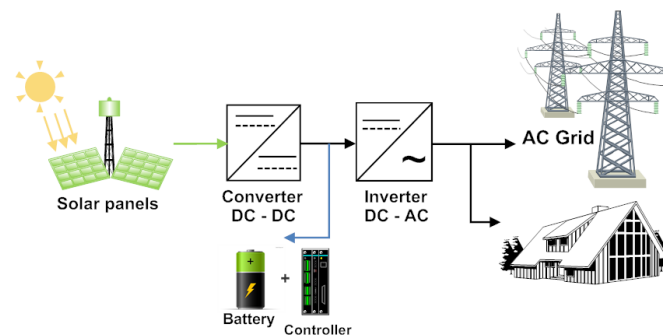 AC Grid
Solar panels
Converter
DC - DC
Inverter
DC - AC
+
+
Battery
Controller